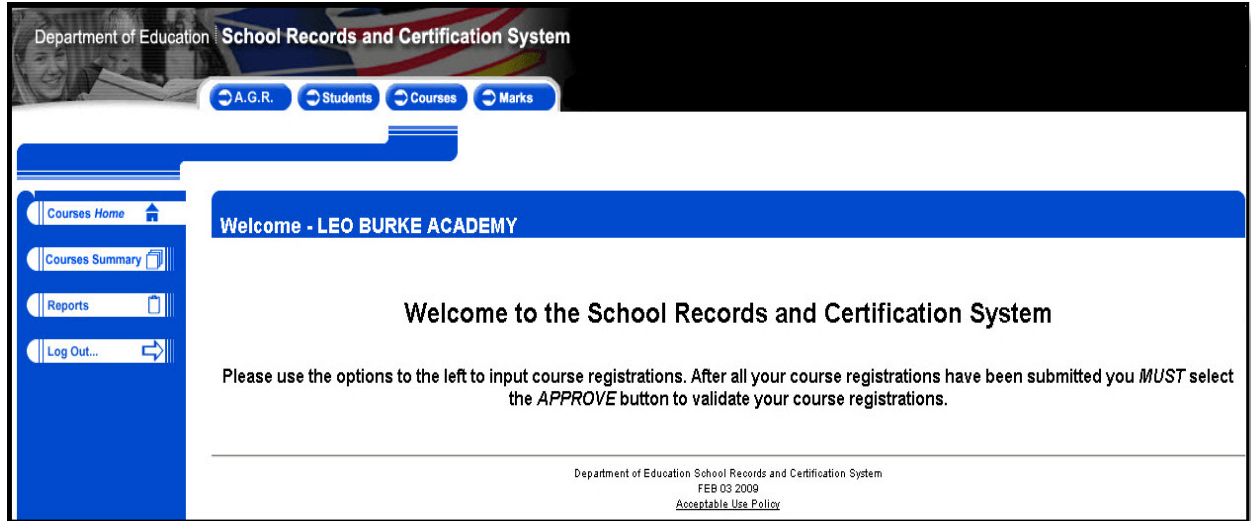 Department of Education School Records and Certification System
A.G.R. Students Courses Marks
Courses Home
Welcome - LEO BURKE ACADEMY
Courses Summary
Reports
Welcome to the School Records and Certification System
Log Out...
Please use the options to the left to input course registrations. After all your course registrations have been submitted you MUST select
the APPROVE button to validate your course registrations.
Department of Education School Records and Certification System
FEB 03 2009
Acceptable Use Policy